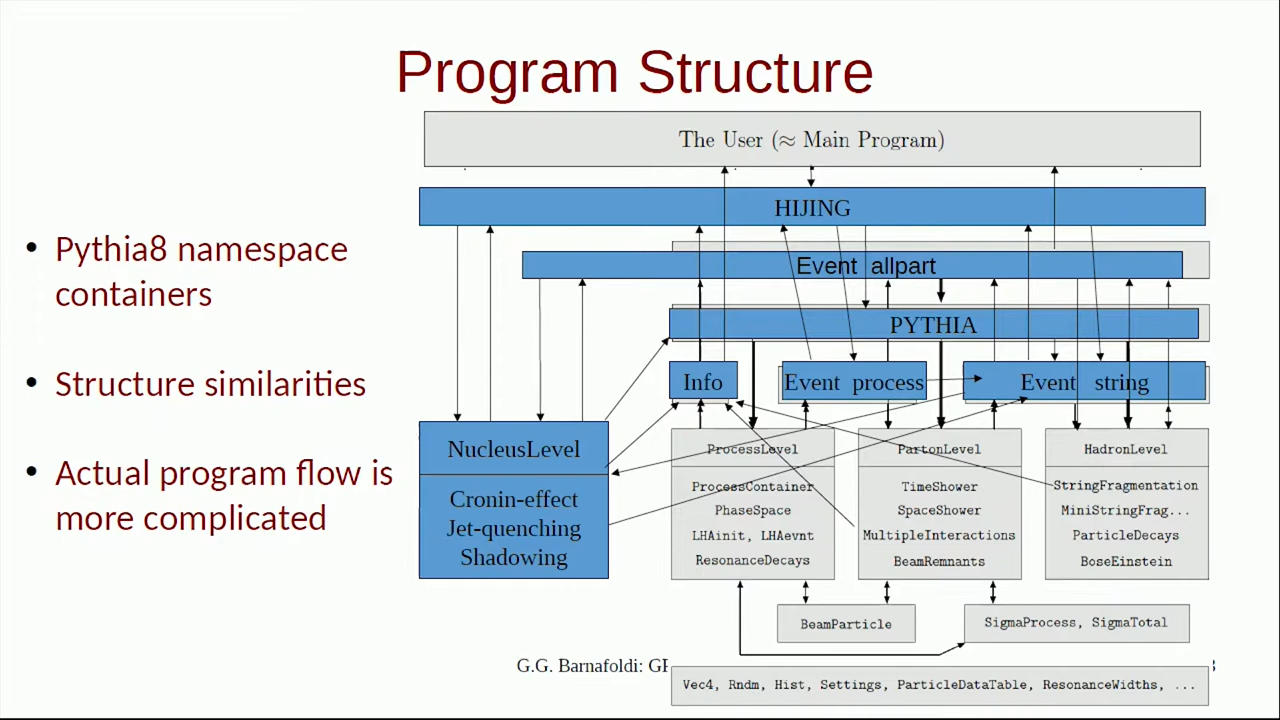 Program Structure
The User (≈ Main Program)
HIJING
Event allpart
PYTHIA
Info
Event process
Event string
• Pythia8 namespace
containers
• Structure similarities
• Actual program flow is
more complicated
NucleusLevel
Cronin-effect
Jet-quenching
Shadowing
ProcessLevel
ProcessContainer
PhaseSpace
LHAinit, LHAevnt
ResonanceDecays
PartonLevel
TimeShower
SpaceShower
MultipleInteractions
BeamRemnants
HadronLevel
StringFragmentation
MiniStringFrag...
ParticleDecays
BoseEinstein
BeamParticle
SigmaProcess, SigmaTotal
G.G. Barnafoldi:
Vec4, Rndm, Hist, Settings, ParticleDataTable, ResonanceWidths, ...